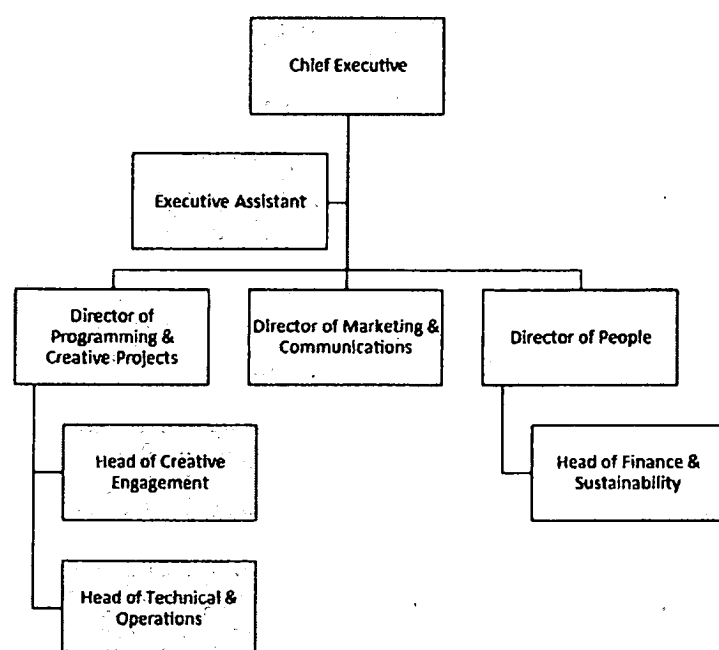 Chief Executive
Executive Assistant
Director of
Programming &
Creative Projects
Director of Marketing &
Communications
Director of People
Head of Creative
Engagement
Head of Finance &
Sustainability
Head of Technical &
Operations